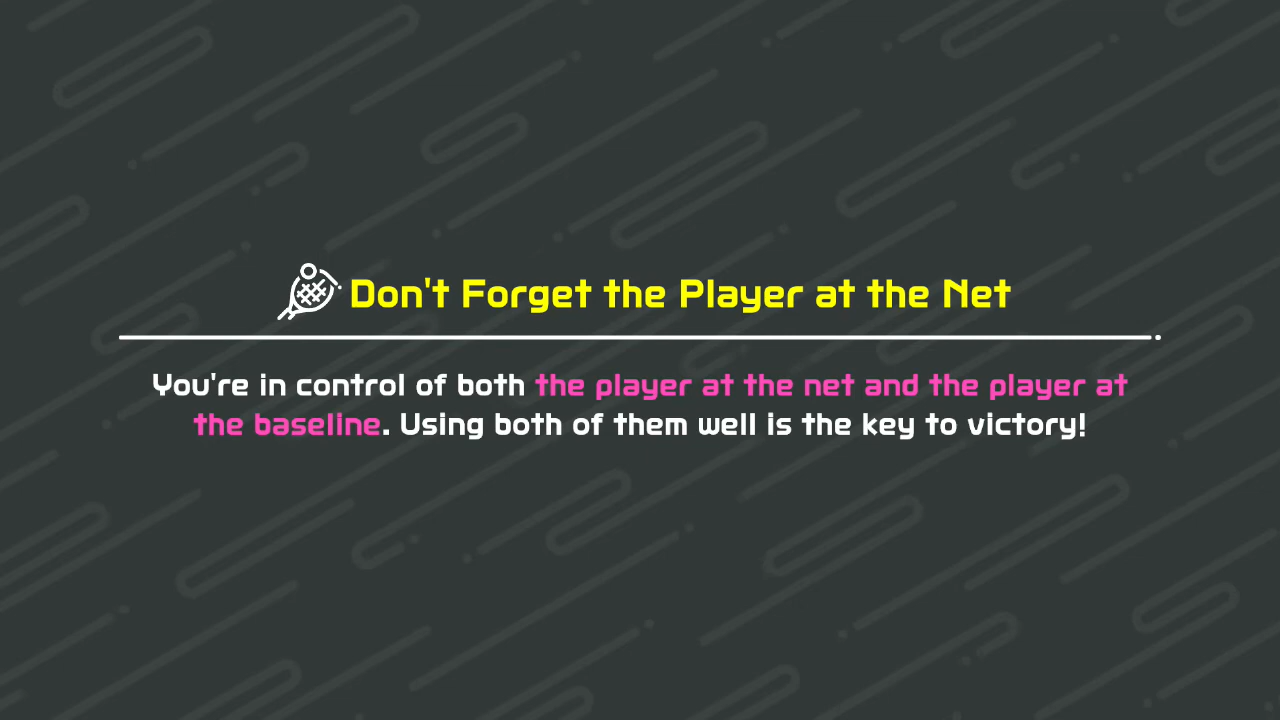 Don't Forget the Player at the Net
You're in control of both the player at the net and the player at
the baseline. Using both of them well is the key to victory!